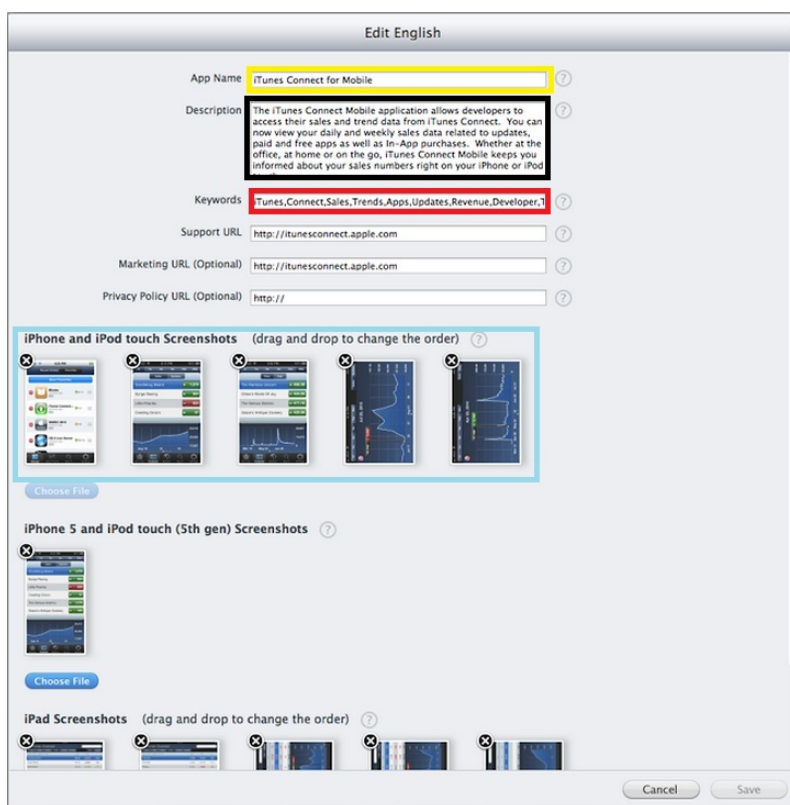 Edit English
App Name iTunes Connect for Mobile ?
Description The iTunes Connect Mobile application allows developers to ?
access their sales and trend data from iTunes Connect. You can
now view your daily and weekly sales data related to updates,
paid and free apps as well as In-App purchases. Whether at the
office, at home or on the go, iTunes Connect Mobile keeps you
informed about your sales numbers right on your iPhone or iPod
Keywords iTunes,Connect,Sales,Trends,Apps,Updates,Revenue,Developer,T ?
Support URL http://itunesconnect.apple.com ?
Marketing URL (Optional) http://itunesconnect.apple.com ?
Privacy Policy URL (Optional) http:// ?
iPhone and iPod touch Screenshots (drag and drop to change the order) ?
Choose File
iPhone 5 and iPod touch (5th gen) Screenshots ?
Choose File
iPad Screenshots (drag and drop to change the order) ?
Cancel Save